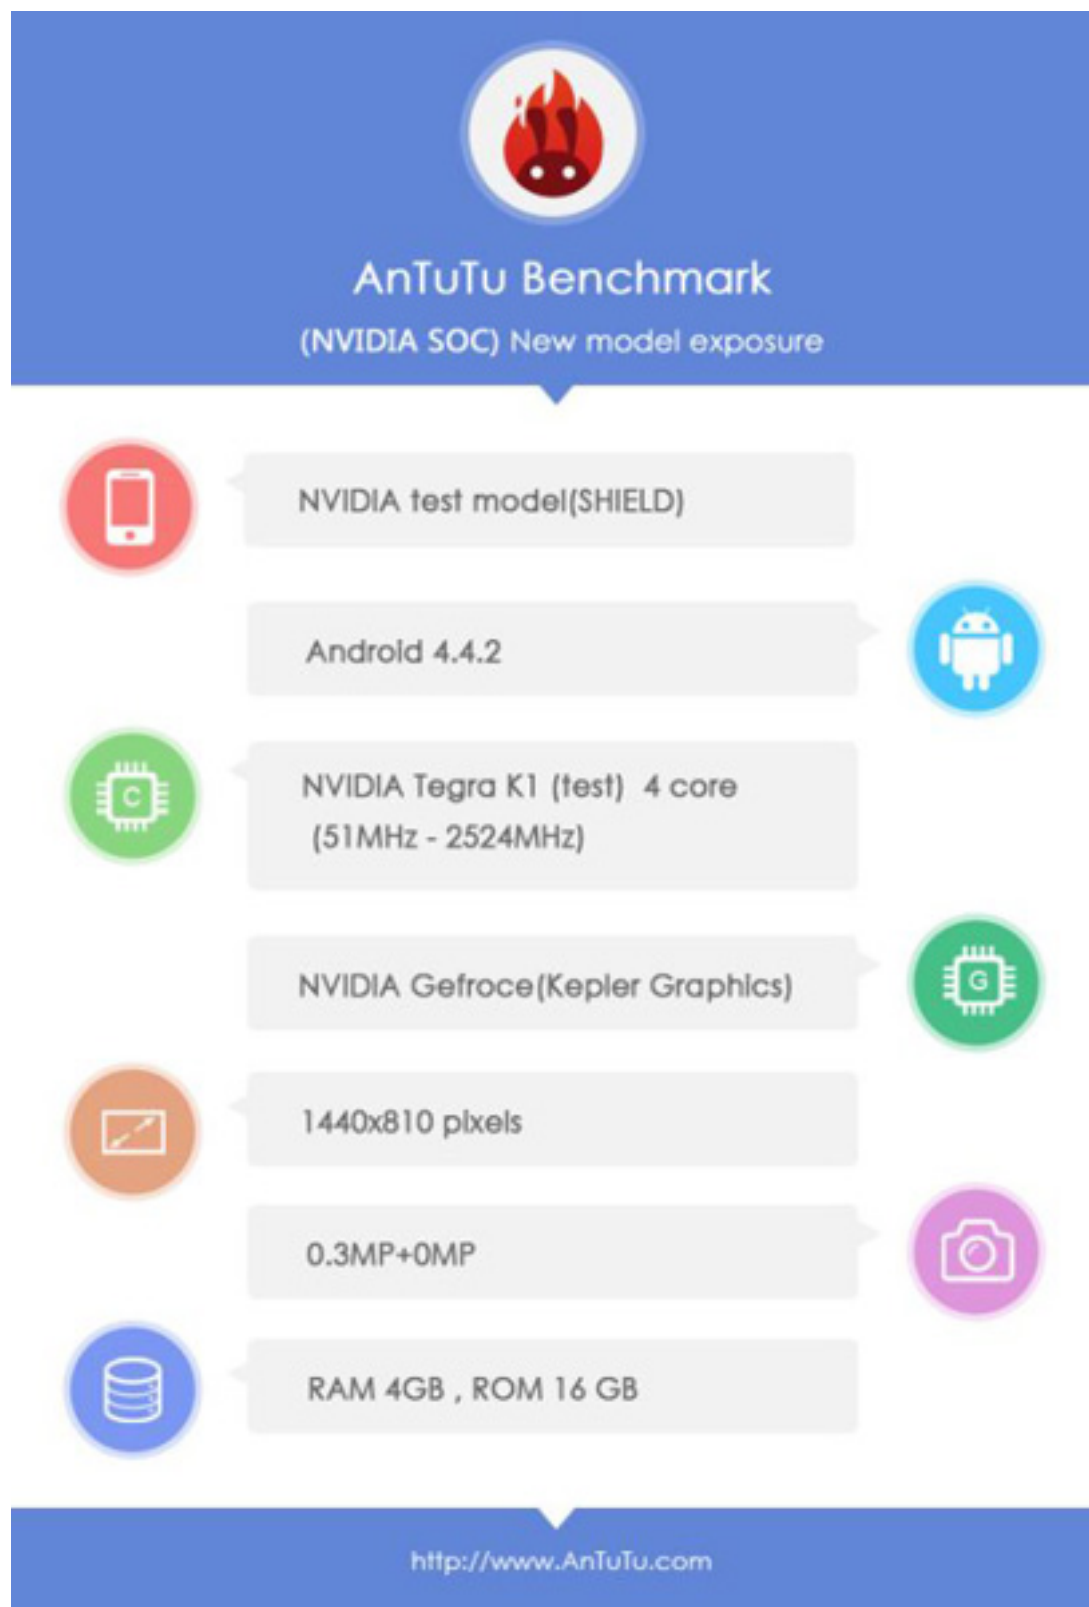 AnTuTu Benchmark
(NVIDIA SOC) New model exposure
NVIDIA test model(SHIELD)
Android 4.4.2
C
NVIDIA Tegra K1 (test) 4 core
(51MHz - 2524MHz)
NVIDIA Gefroce(Kepler Graphics)
G
1440x810 pixels
0.3MP+0MP
RAM 4GB , ROM 16 GB
http://www.AnTuTu.com